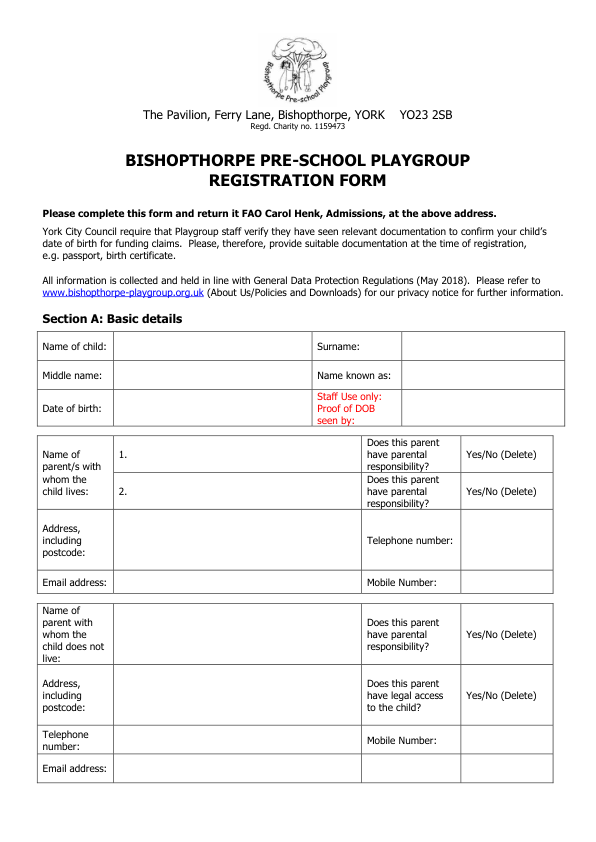 Bishopthorpe Pre-school Playgroup
The Pavilion, Ferry Lane, Bishopthorpe, YORK YO23 2SB
Regd. Charity no. 1159473
BISHOPTHORPE PRE-SCHOOL PLAYGROUP
REGISTRATION FORM
Please complete this form and return it FAO Carol Henk, Admissions, at the above address.
York City Council require that Playgroup staff verify they have seen relevant documentation to confirm your child's
date of birth for funding claims. Please, therefore, provide suitable documentation at the time of registration,
e.g. passport, birth certificate.
All information is collected and held in line with General Data Protection Regulations (May 2018). Please refer to
www.bishopthorpe-playgroup.org.uk (About Us/Policies and Downloads) for our privacy notice for further information.
Section A: Basic details
Name of child:
Surname:
Middle name:
Name known as:
Date of birth:
Staff Use only:
Proof of DOB
seen by:
Name of
parent/s with
whom the
child lives:
1.
Does this parent
have parental
responsibility?
Yes/No (Delete)
2.
Does this parent
have parental
responsibility?
Yes/No (Delete)
Address,
including
postcode:
Telephone number:
Email address:
Mobile Number:
Name of
parent with
whom the
child does not
live:
Does this parent
have parental
responsibility?
Yes/No (Delete)
Address,
including
postcode:
Does this parent
have legal access
to the child?
Yes/No (Delete)
Telephone
number:
Mobile Number:
Email address: